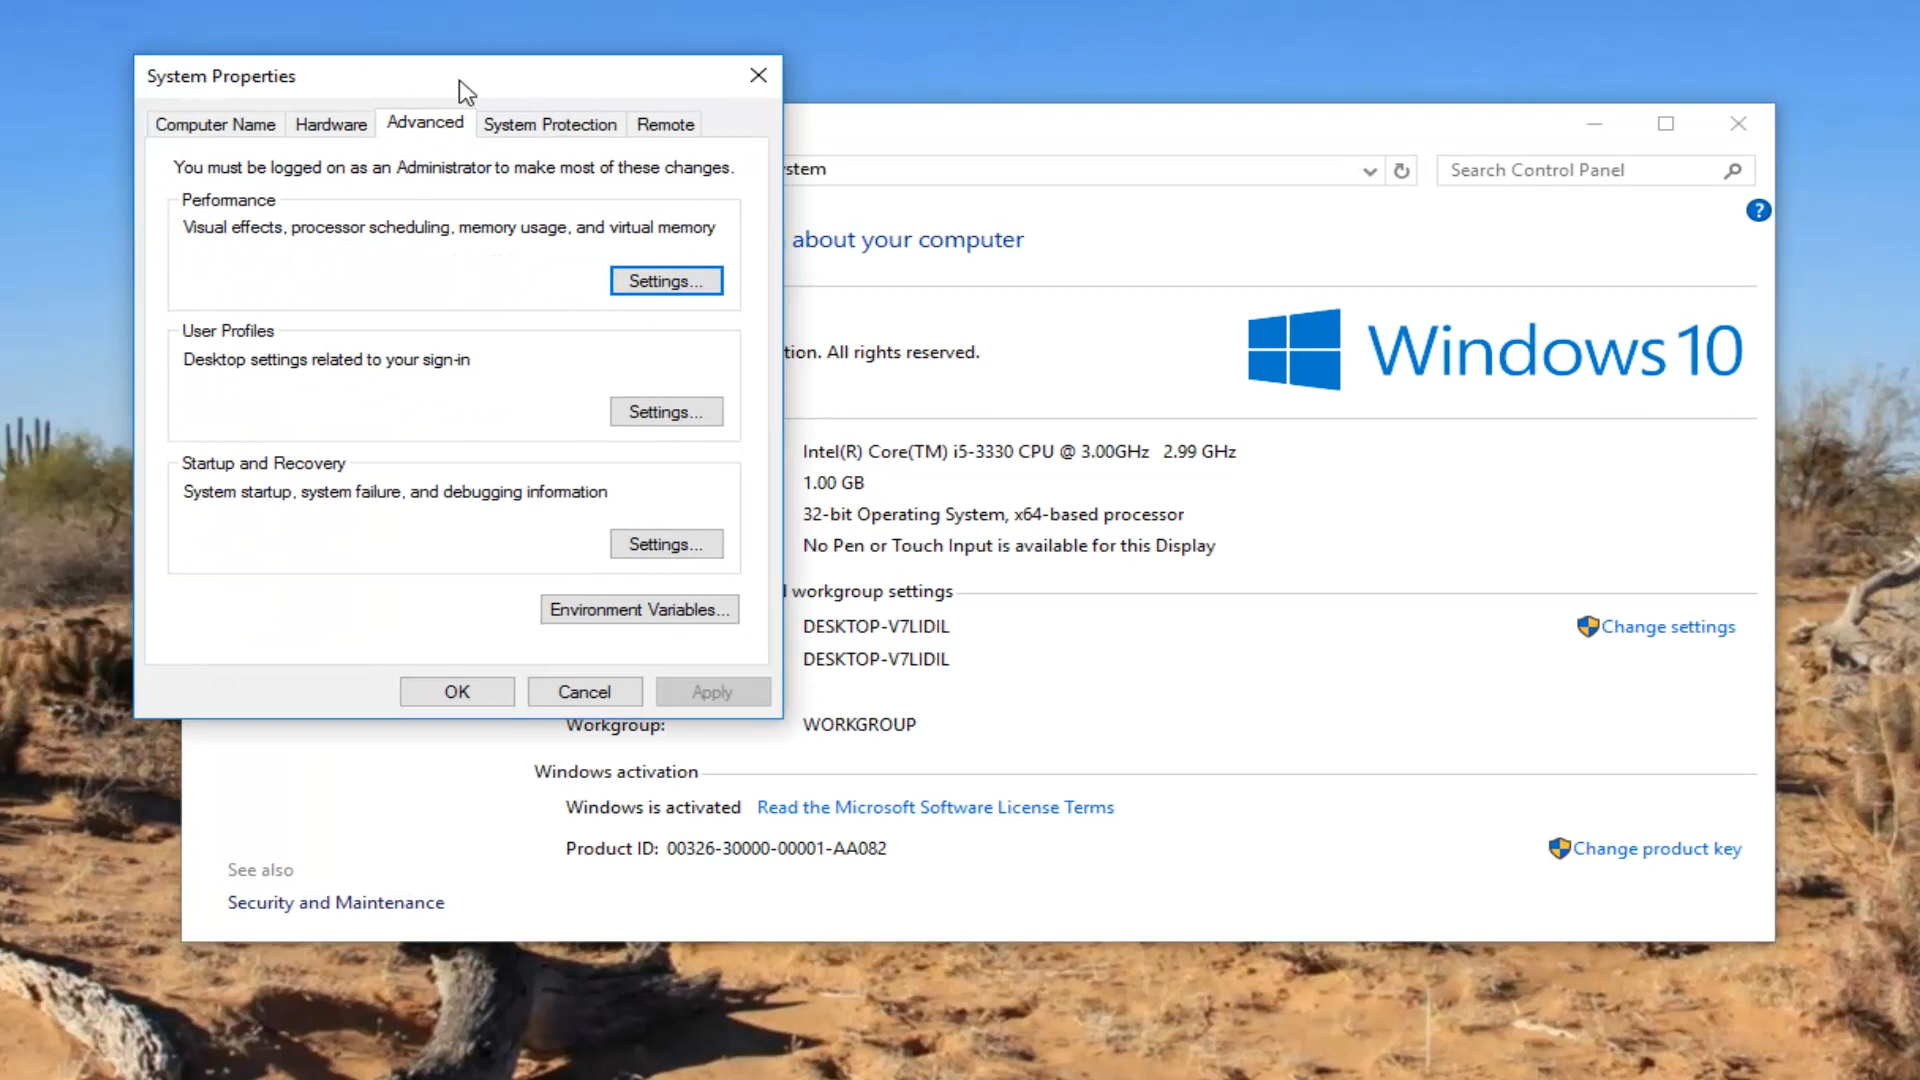 System Properties
Computer Name Hardware Advanced System Protection Remote
You must be logged on as an Administrator to make most of these changes.
Performance
Visual effects, processor scheduling, memory usage, and virtual memory
Settings...
User Profiles
Desktop settings related to your sign-in
Settings...
Startup and Recovery
System startup, system failure, and debugging information
Settings...
Environment Variables...
OK Cancel Apply
stem
Search Control Panel
?
about your computer
tion. All rights reserved.
Windows 10
Intel(R) Core(TM) i5-3330 CPU @ 3.00GHz 2.99 GHz
1.00 GB
32-bit Operating System, x64-based processor
No Pen or Touch Input is available for this Display
workgroup settings
DESKTOP-V7LIDIL
Change settings
DESKTOP-V7LIDIL
Workgroup: WORKGROUP
Windows activation
Windows is activated Read the Microsoft Software License Terms
Product ID: 00326-30000-00001-AA082
Change product key
See also
Security and Maintenance